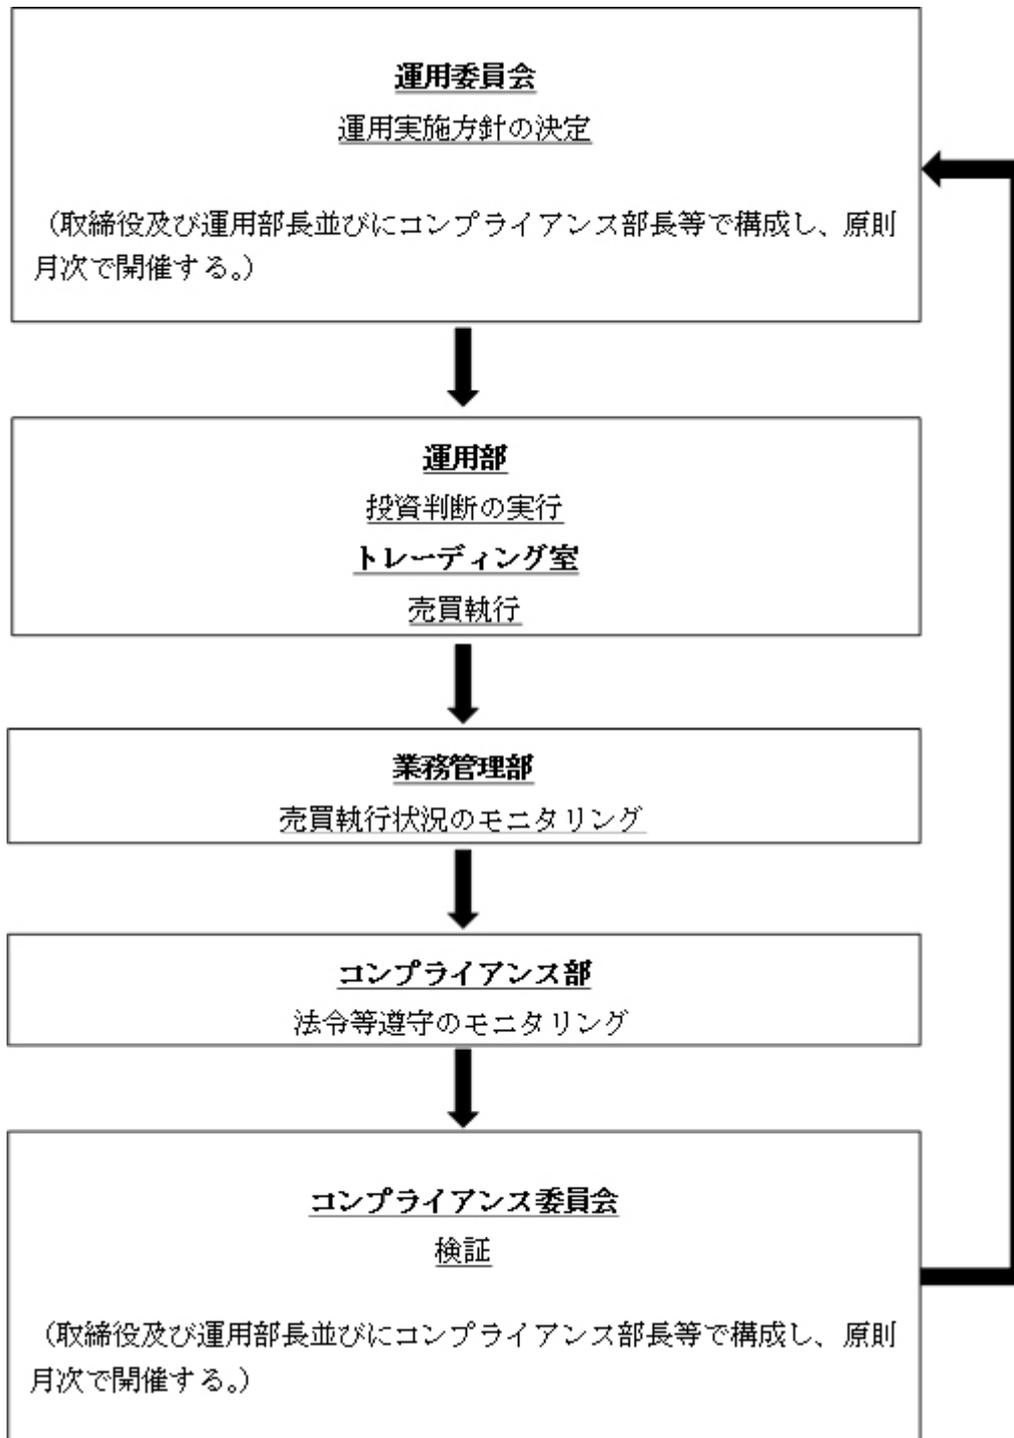 運用委員会
運用実施方針の決定
（取締役及び運用部長並びにコンプライアンス部長等で構成し、原則
月次で開催する。）
運用部
投資判断の実行
トレーディング室
売買執行
業務管理部
売買執行状況のモニタリング
コンプライアンス部
法令等遵守のモニタリング
コンプライアンス委員会
検証
（取締役及び運用部長並びにコンプライアンス部長等で構成し、原則
月次で開催する。）